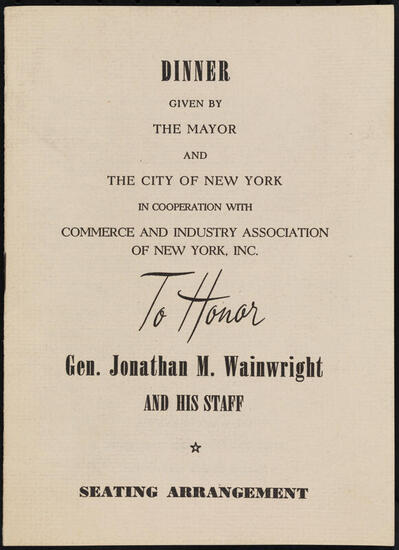 DINNER
GIVEN BY
THE MAYOR
AND
THE CITY OF NEW YORK
IN COOPERATION WITH
COMMERCE AND INDUSTRY ASSOCIATION
OF NEW YORK, INC.
To Honor
Gen. Jonathan M. Wainwright
AND HIS STAFF
SEATING ARRANGEMENT